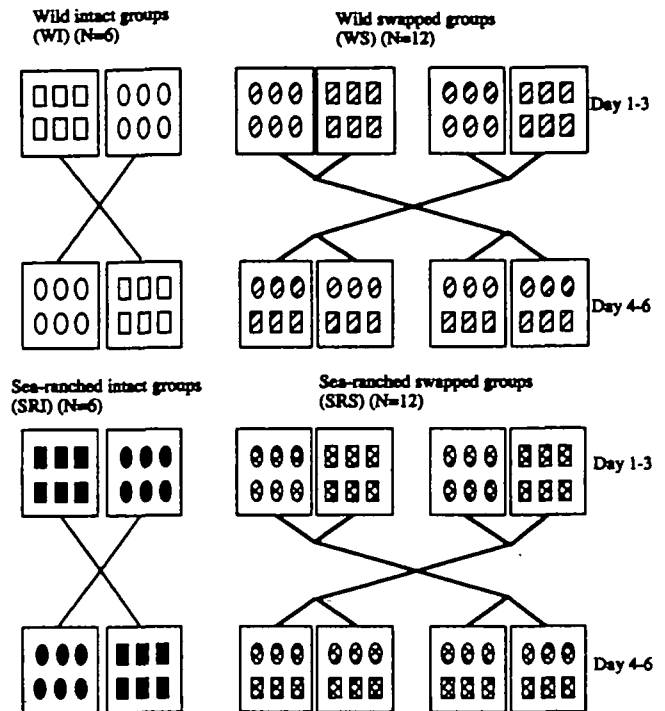 Wild intact groups
(WI) (N=6)
Wild swapped groups
(WS) (N=12)
Day 1-3
Day 4-6
Sea-ranched intact groups
(SRI) (N=6)
Sea-ranched swapped groups
(SRS) (N=12)
Day 1-3
Day 4-6